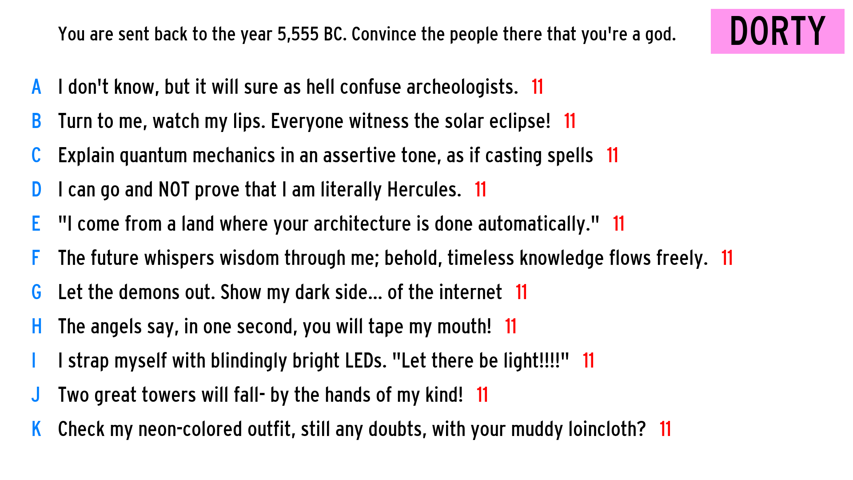 You are sent back to the year 5,555 BC. Convince the people there that you're a god.
DORTY
A I don't know, but it will sure as hell confuse archeologists. 11
B Turn to me, watch my lips. Everyone witness the solar eclipse! 11
C Explain quantum mechanics in an assertive tone, as if casting spells 11
D I can go and NOT prove that I am literally Hercules. 11
E "I come from a land where your architecture is done automatically." 11
F The future whispers wisdom through me; behold, timeless knowledge flows freely. 11
G Let the demons out. Show my dark side... of the internet 11
H The angels say, in one second, you will tape my mouth! 11
I I strap myself with blindingly bright LEDs. "Let there be light!!!!" 11
J Two great towers will fall- by the hands of my kind! 11
K Check my neon-colored outfit, still any doubts, with your muddy loincloth? 11